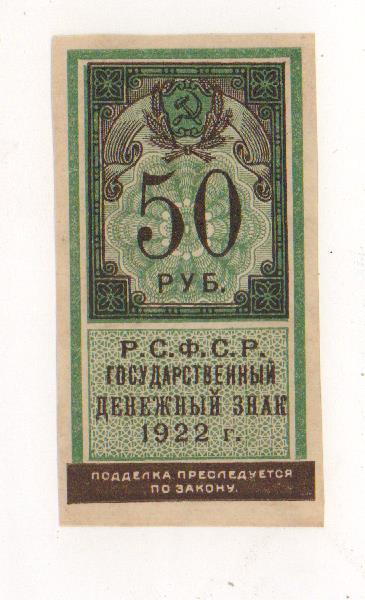 50
РУБ.
Р.С.Ф.С.Р.
ГОСУДАРСТВЕННЫЙ
ДЕНЕЖНЫЙ ЗНАК
1922 г.
ПОДДЕЛКА ПРЕСЛЕДУЕТСЯ
ПО ЗАКОНУ.